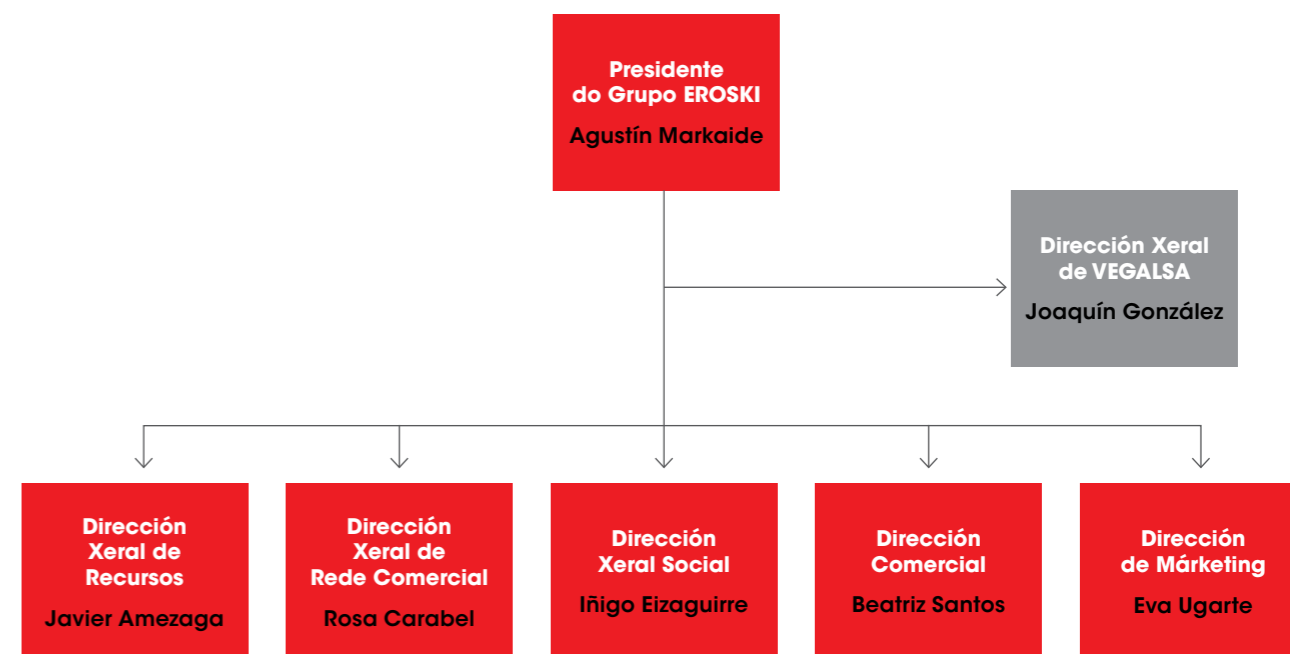 Presidente
do Grupo EROSKI
Agustín Markaide
Dirección Xeral
de VEGALSA
Joaquín González
Dirección
Xeral de
Recursos
Javier Amezaga
Dirección
Xeral de
Rede Comercial
Rosa Carabel
Dirección
Xeral Social
Iñigo Eizaguirre
Dirección
Comercial
Beatriz Santos
Dirección
de Márketing
Eva Ugarte